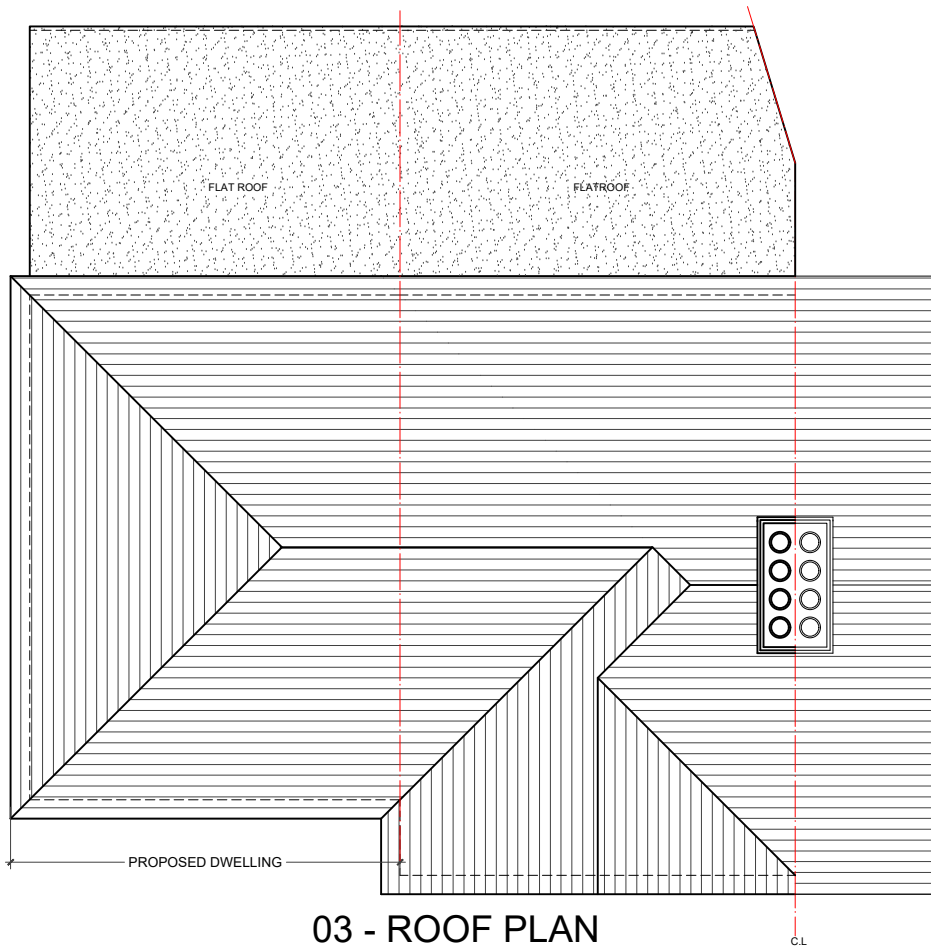 FLAT ROOF
FLATROOF
PROPOSED DWELLING
03 - ROOF PLAN
C.L